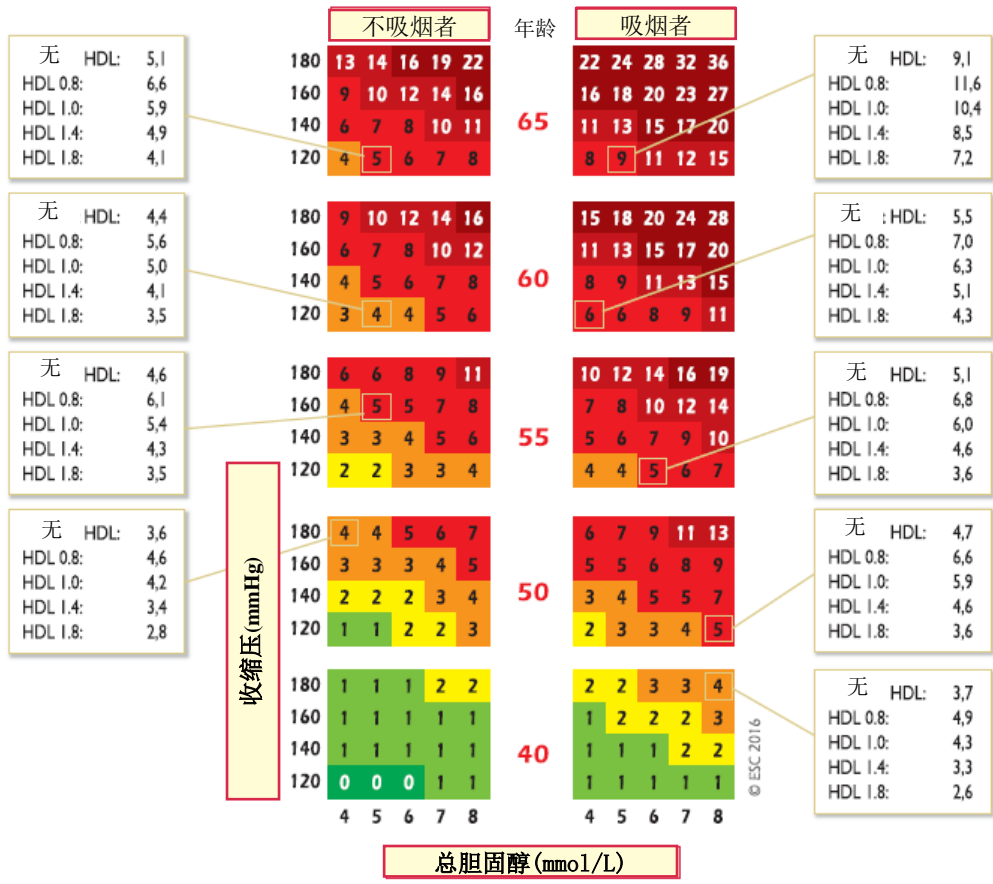 不吸烟者 年龄 吸烟者
无 HDL: 5,1
HDL 0.8: 6,6
HDL 1.0: 5,9
HDL 1.4: 4,9
HDL 1.8: 4,1
180 13 14 16 19 22
160 9 10 12 14 16
140 6 7 8 10 11
120 4 5 6 7 8
65
22 24 28 32 36
16 18 20 23 27
11 13 15 17 20
8 9 11 12 15
无 HDL: 9,1
HDL 0.8: 11,6
HDL 1.0: 10,4
HDL 1.4: 8,5
HDL 1.8: 7,2
无 HDL: 4,4
HDL 0.8: 5,6
HDL 1.0: 5,0
HDL 1.4: 4,1
HDL 1.8: 3,5
180 9 10 12 14 16
160 6 7 8 10 12
140 4 5 6 7 8
120 3 4 4 5 6
60
15 18 20 24 28
11 13 15 17 20
8 9 11 13 15
6 6 8 9 11
无 : HDL: 5,5
HDL 0.8: 7,0
HDL 1.0: 6,3
HDL 1.4: 5,1
HDL 1.8: 4,3
无 HDL: 4,6
HDL 0.8: 6,1
HDL 1.0: 5,4
HDL 1.4: 4,3
HDL 1.8: 3,5
180 6 6 8 9 11
160 4 5 5 7 8
140 3 3 4 5 6
120 2 2 3 3 4
55
10 12 14 16 19
7 8 10 12 14
5 6 7 9 10
4 4 5 6 7
无 HDL: 5,1
HDL 0.8: 6,8
HDL 1.0: 6,0
HDL 1.4: 4,6
HDL 1.8: 3,6
无 HDL: 3,6
HDL 0.8: 4,6
HDL 1.0: 4,2
HDL 1.4: 3,4
HDL 1.8: 2,8
收缩压(mmHg)
180 4 4 5 6 7
160 3 3 3 4 5
140 2 2 2 3 4
120 1 1 2 2 3
50
6 7 9 11 13
5 5 6 8 9
3 4 5 5 7
2 3 3 4 5
无 HDL: 4,7
HDL 0.8: 6,6
HDL 1.0: 5,9
HDL 1.4: 4,6
HDL 1.8: 3,6
180 1 1 1 2 2
160 1 1 1 1 1
140 1 1 1 1 1
120 0 0 0 1 1
40
2 2 3 3 4
1 2 2 2 3
1 1 1 2 2
1 1 1 1 1
© ESC 2016
无 HDL: 3,7
HDL 0.8: 4,9
HDL 1.0: 4,3
HDL 1.4: 3,3
HDL 1.8: 2,6
4 5 6 7 8
4 5 6 7 8
总胆固醇(mmol/L)